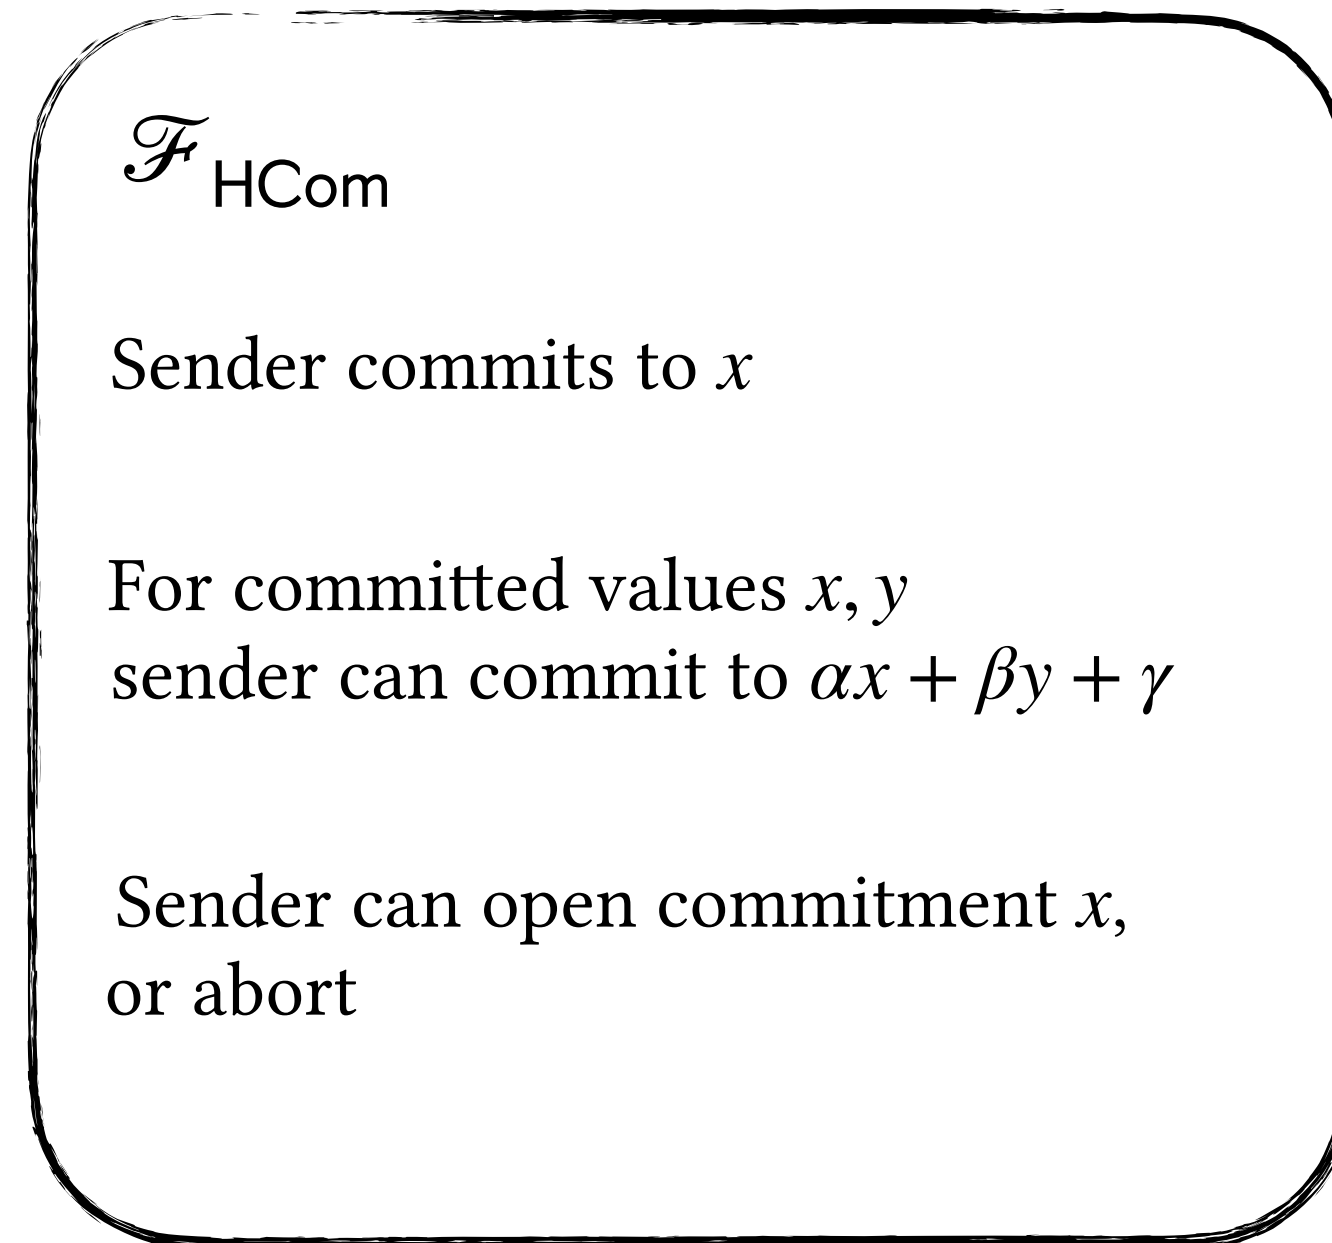 ℱ HCom
Sender commits to x
For committed values x, y
sender can commit to αx + βy + γ
Sender can open commitment x,
or abort